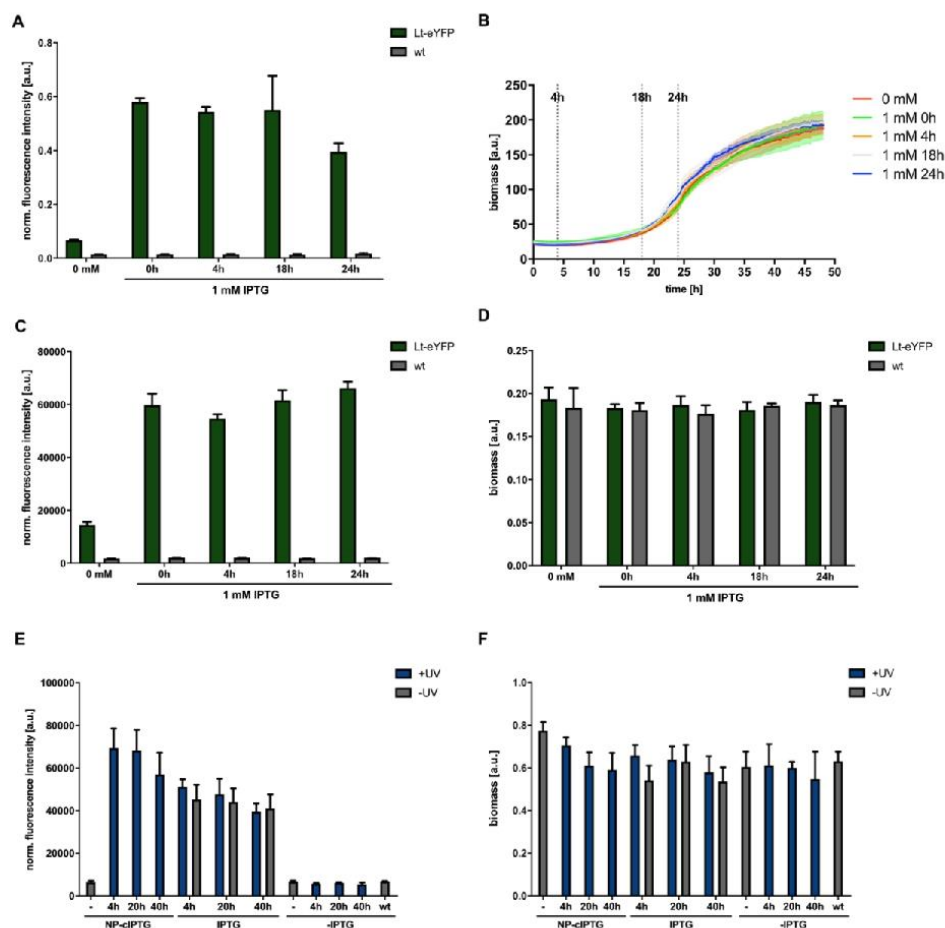 A
Lt-eYFP
wt
norm. fluorescence intensity [a.u.]
0.8
0.6
0.4
0.2
0.0
0 mM
0h
4h
18h
24h
1 mM IPTG
B
4h
18h
24h
biomass [a.u.]
250
200
150
100
50
0
0 5 10 15 20 25 30 35 40 45 50
time [h]
0 mM
1 mM 0h
1 mM 4h
1 mM 18h
1 mM 24h
C
Lt-eYFP
wt
norm. fluorescence intensity [a.u.]
80000
60000
40000
20000
0
0 mM
0h
4h
18h
24h
1 mM IPTG
D
Lt-eYFP
wt
biomass [a.u.]
0.25
0.20
0.15
0.10
0.05
0.00
0 mM
0h
4h
18h
24h
1 mM IPTG
E
+UV
-UV
norm. fluorescence intensity [a.u.]
100000
80000
60000
40000
20000
0
- 4h 20h 40h 4h 20h 40h - 4h 20h 40h wt
NP-cIPTG IPTG -IPTG
F
+UV
-UV
biomass [a.u.]
1.0
0.8
0.6
0.4
0.2
0.0
- 4h 20h 40h 4h 20h 40h - 4h 20h 40h wt
NP-cIPTG IPTG -IPTG